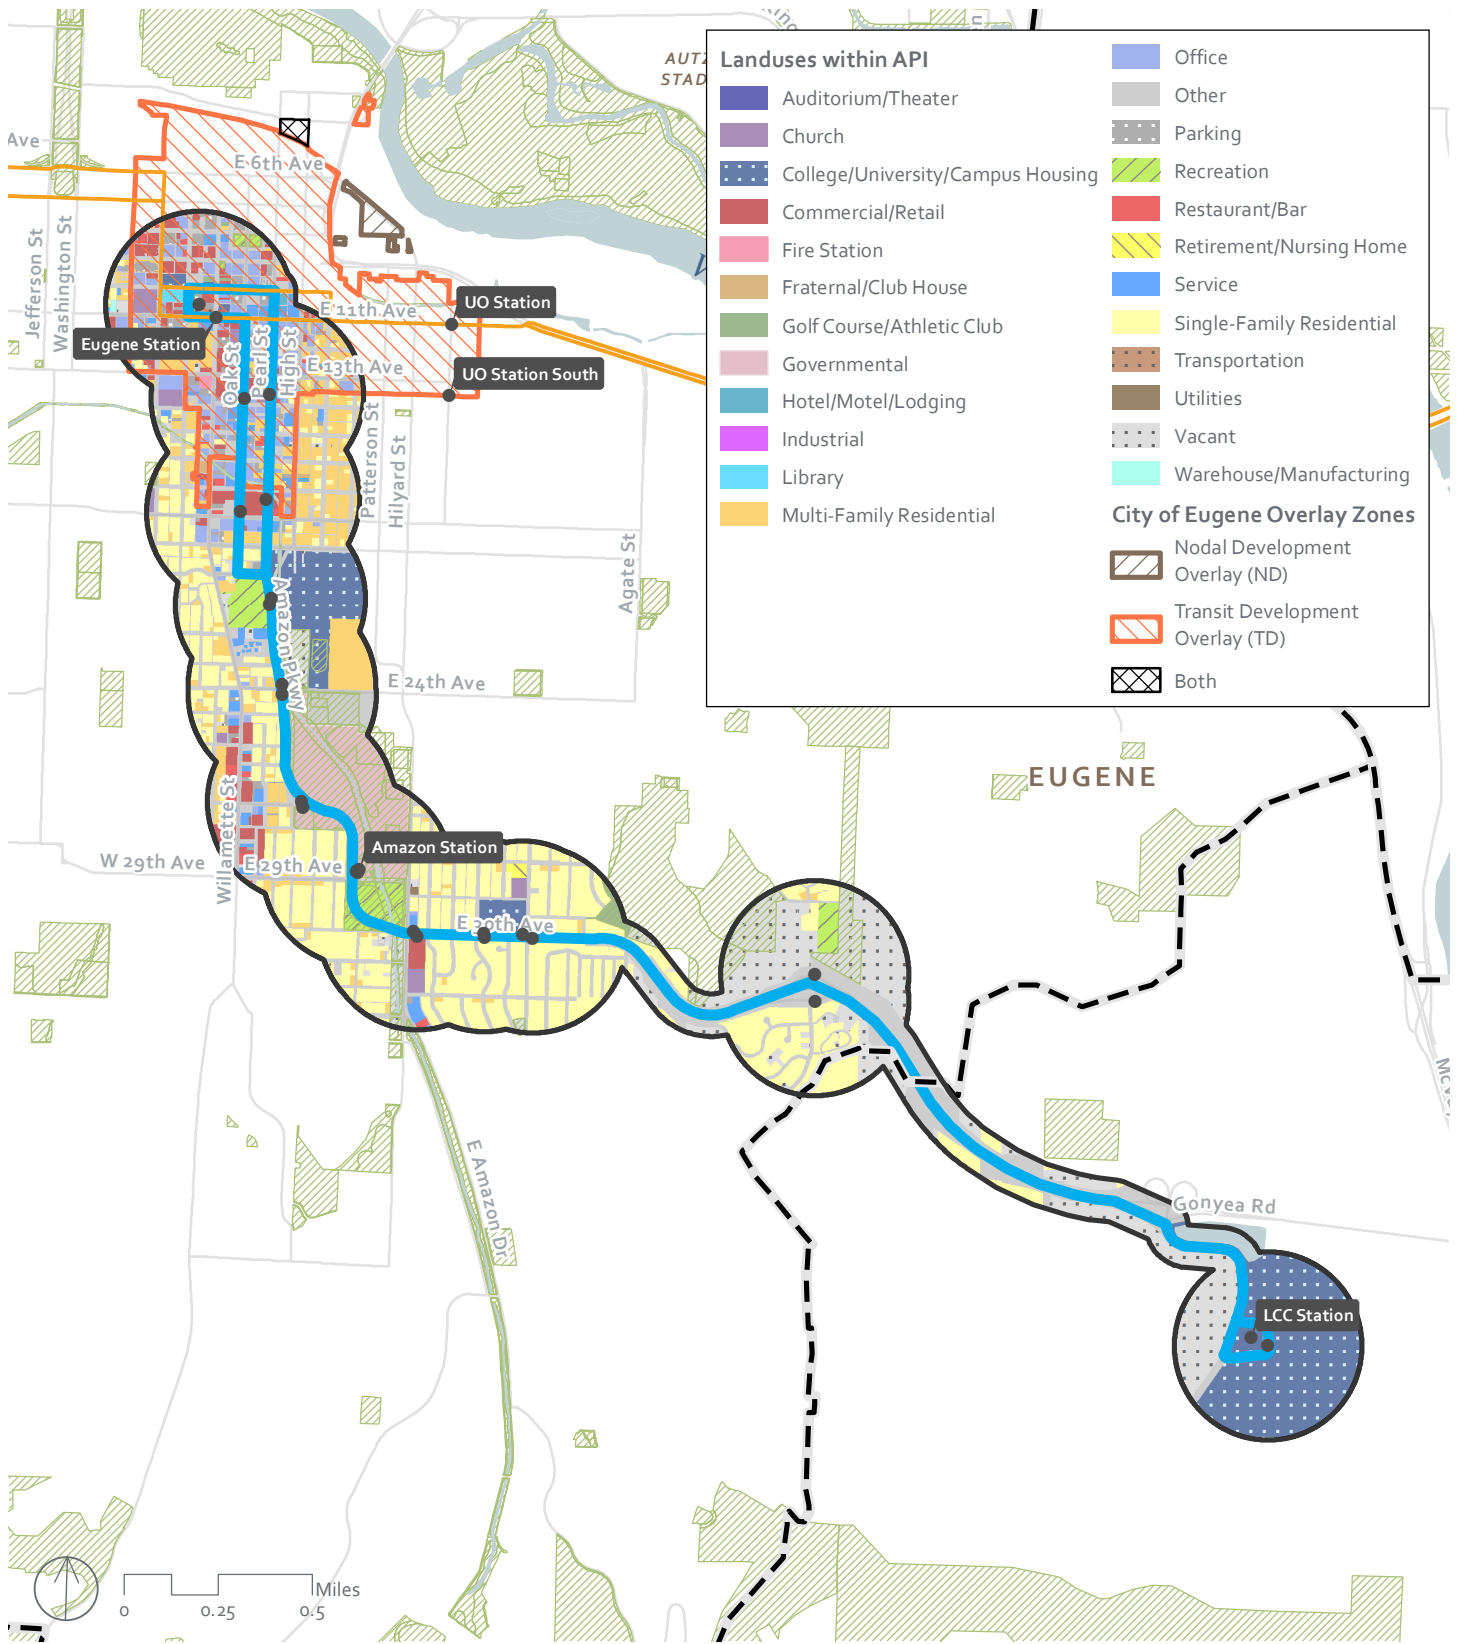 AUTZ
STAD
Ave
E 6th Ave
Jefferson St
Washington St
E 11th Ave
UO Station
Eugene Station
E 13th Ave
UO Station South
Oak St
Pearl St
High St
Patterson St
Hilyard St
Agate St
Amazon Pkwy
E 24th Ave
EUGENE
Willamette St
W 29th Ave
E 29th Ave
Amazon Station
E 30th Ave
E Amazon Dr
Gonyea Rd
LCC Station
Landuses within API
Auditorium/Theater
Church
College/University/Campus Housing
Commercial/Retail
Fire Station
Fraternal/Club House
Golf Course/Athletic Club
Governmental
Hotel/Motel/Lodging
Industrial
Library
Multi-Family Residential
Office
Other
Parking
Recreation
Restaurant/Bar
Retirement/Nursing Home
Service
Single-Family Residential
Transportation
Utilities
Vacant
Warehouse/Manufacturing
City of Eugene Overlay Zones
Nodal Development
Overlay (ND)
Transit Development
Overlay (TD)
Both
Miles
0 0.25 0.5